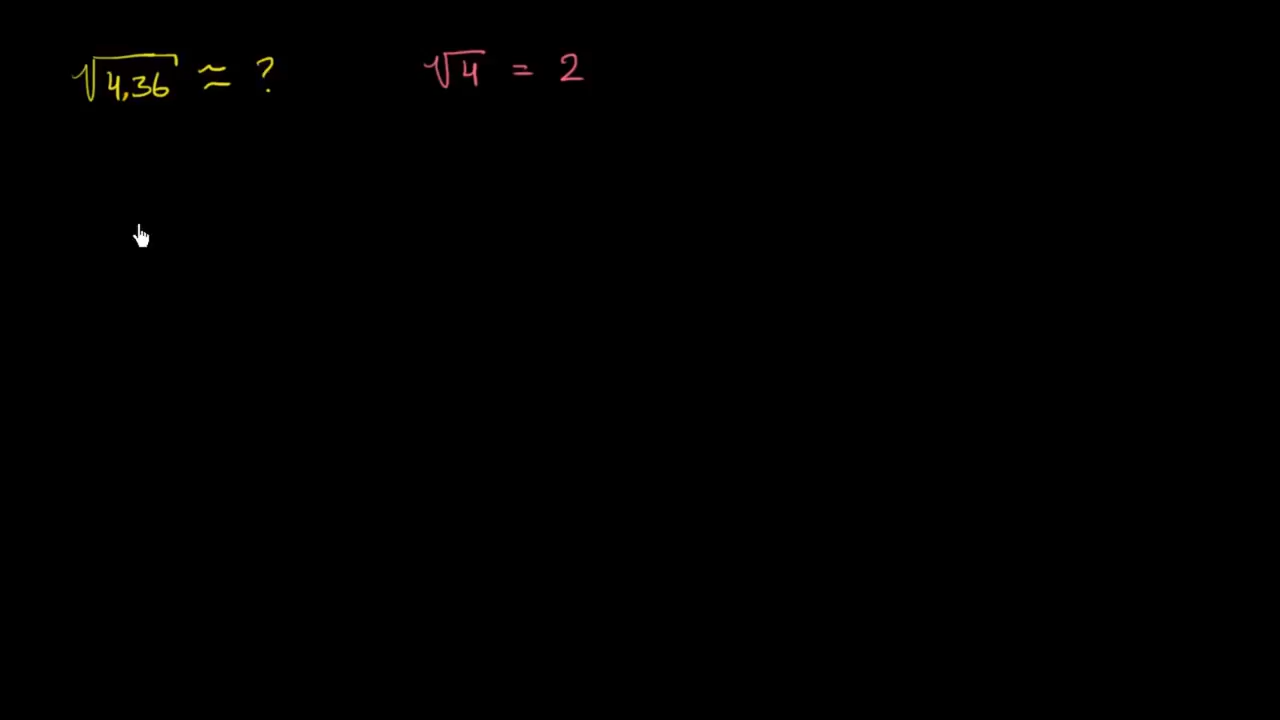 √4,36 ≈ ?
√4 = 2